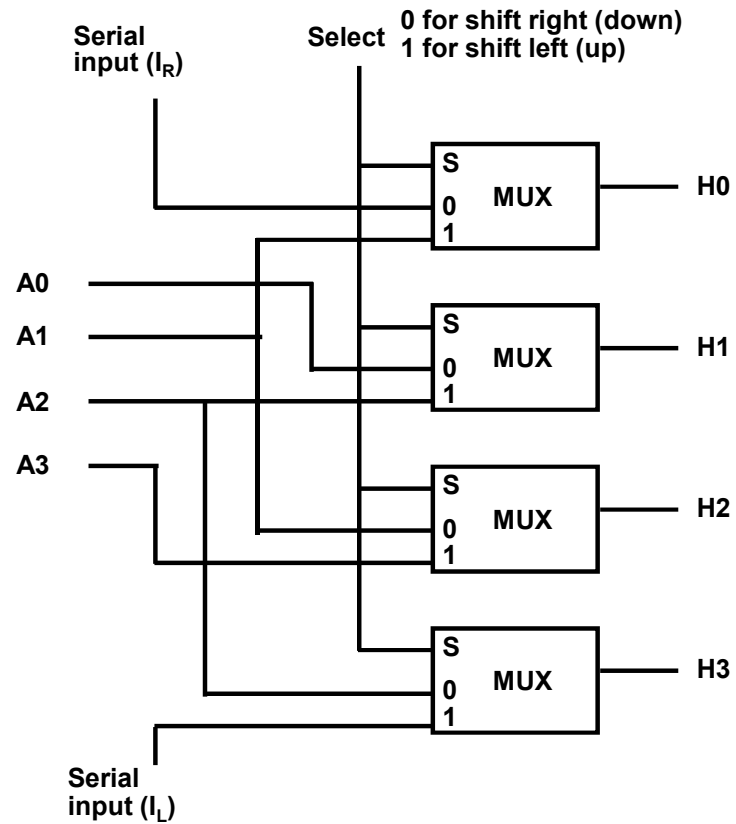 Serial
input (IR)
Select
0 for shift right (down)
1 for shift left (up)
S
MUX
0
1
H0
A0
A1
A2
A3
S
MUX
0
1
H1
S
MUX
0
1
H2
S
MUX
0
1
H3
Serial
input (IL)